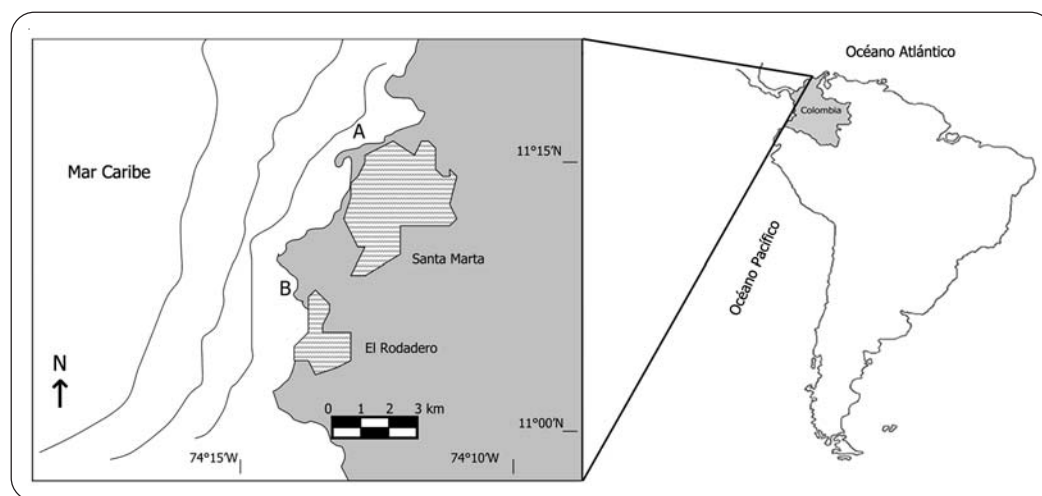 Océano Atlántico
Colombia
A
11°15'N
Mar Caribe
Santa Marta
Océano Pacífico
B
El Rodadero
N
0 1 2 3 km
11°00'N
74°15'W
74°10'W